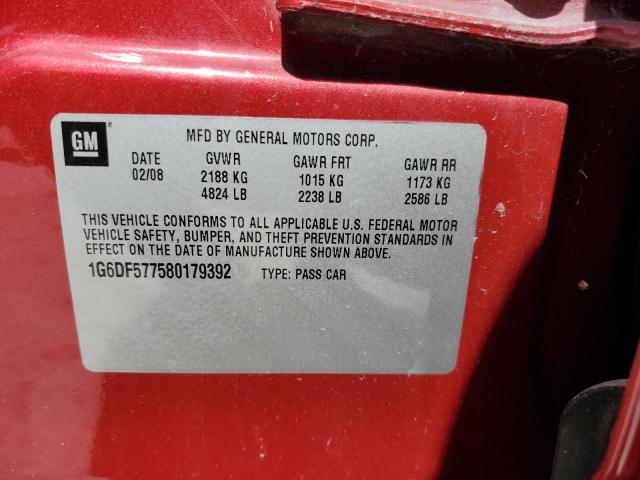 GM ® MFD BY GENERAL MOTORS CORP.
DATE GVWR GAWR FRT GAWR RR
02/08 2188 KG 1015 KG 1173 KG
4824 LB 2238 LB 2586 LB
THIS VEHICLE CONFORMS TO ALL APPLICABLE U.S. FEDERAL MOTOR
VEHICLE SAFETY, BUMPER, AND THEFT PREVENTION STANDARDS IN
EFFECT ON THE DATE OF MANUFACTURE SHOWN ABOVE.
1G6DF577580179392 TYPE: PASS CAR